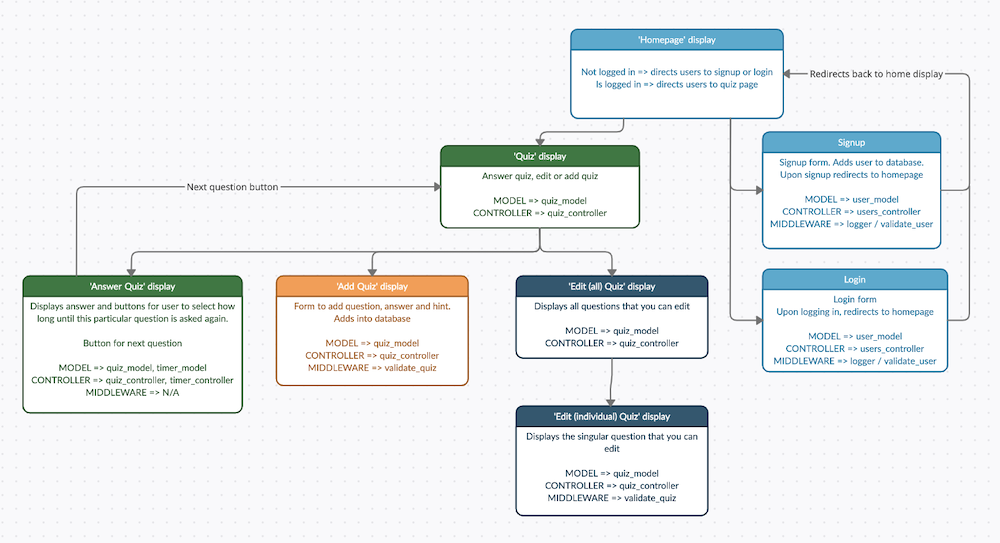 'Homepage' display
Not logged in => directs users to signup or login
Is logged in => directs users to quiz page
Redirects back to home display
Signup
Signup form. Adds user to database.
Upon signup redirects to homepage
MODEL => user_model
CONTROLLER => users_controller
MIDDLEWARE => logger / validate_user
'Quiz' display
Answer quiz, edit or add quiz
MODEL => quiz_model
CONTROLLER => quiz_controller
Next question button
Login
Login form
Upon logging in, redirects to homepage
MODEL => user_model
CONTROLLER => users_controller
MIDDLEWARE => logger / validate_user
'Answer Quiz' display
Displays answer and buttons for user to select how
long until this particular question is asked again.
Button for next question
MODEL => quiz_model, timer_model
CONTROLLER => quiz_controller, timer_controller
MIDDLEWARE => N/A
'Add Quiz' display
Form to add question, answer and hint.
Adds into database
MODEL => quiz_model
CONTROLLER => quiz_controller
MIDDLEWARE => validate_quiz
'Edit (all) Quiz' display
Displays all questions that you can edit
MODEL => quiz_model
CONTROLLER => quiz_controller
'Edit (individual) Quiz' display
Displays the singular question that you can
edit
MODEL => quiz_model
CONTROLLER => quiz_controller
MIDDLEWARE => validate_quiz